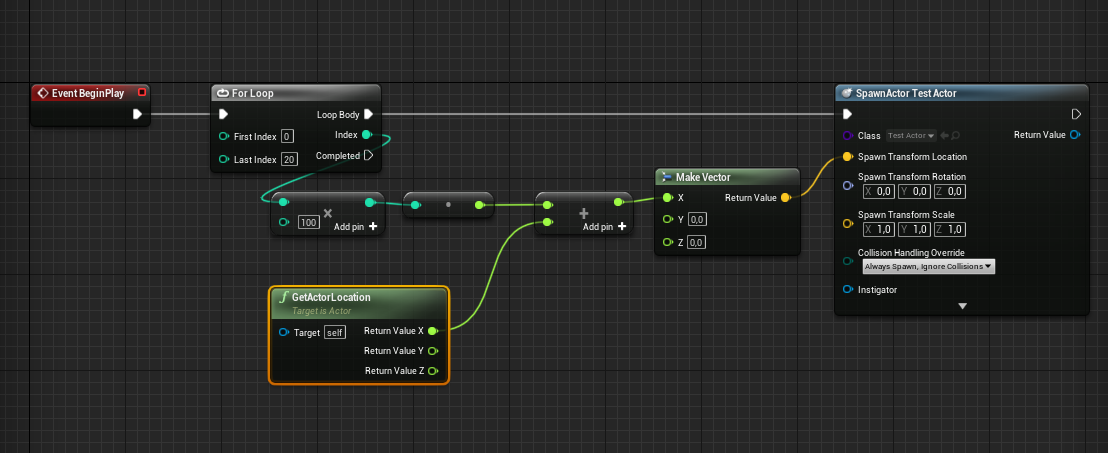 Event BeginPlay
For Loop
Loop Body
First Index 0
Index
Last Index 20
Completed
100
×
Add pin +
+
Add pin +
Make Vector
X
Return Value
Y 0,0
Z 0,0
f GetActorLocation
Target is Actor
Target self
Return Value X
Return Value Y
Return Value Z
SpawnActor Test Actor
Class Test Actor
Return Value
Spawn Transform Location
Spawn Transform Rotation
X 0,0 Y 0,0 Z 0,0
Spawn Transform Scale
X 1,0 Y 1,0 Z 1,0
Collision Handling Override
Always Spawn, Ignore Collisions
Instigator